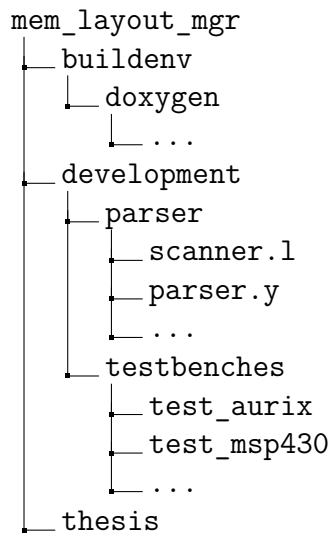 mem_layout_mgr
buildenv
doxygen
...
development
parser
scanner.l
parser.y
...
testbenches
test_aurix
test_msp430
...
thesis